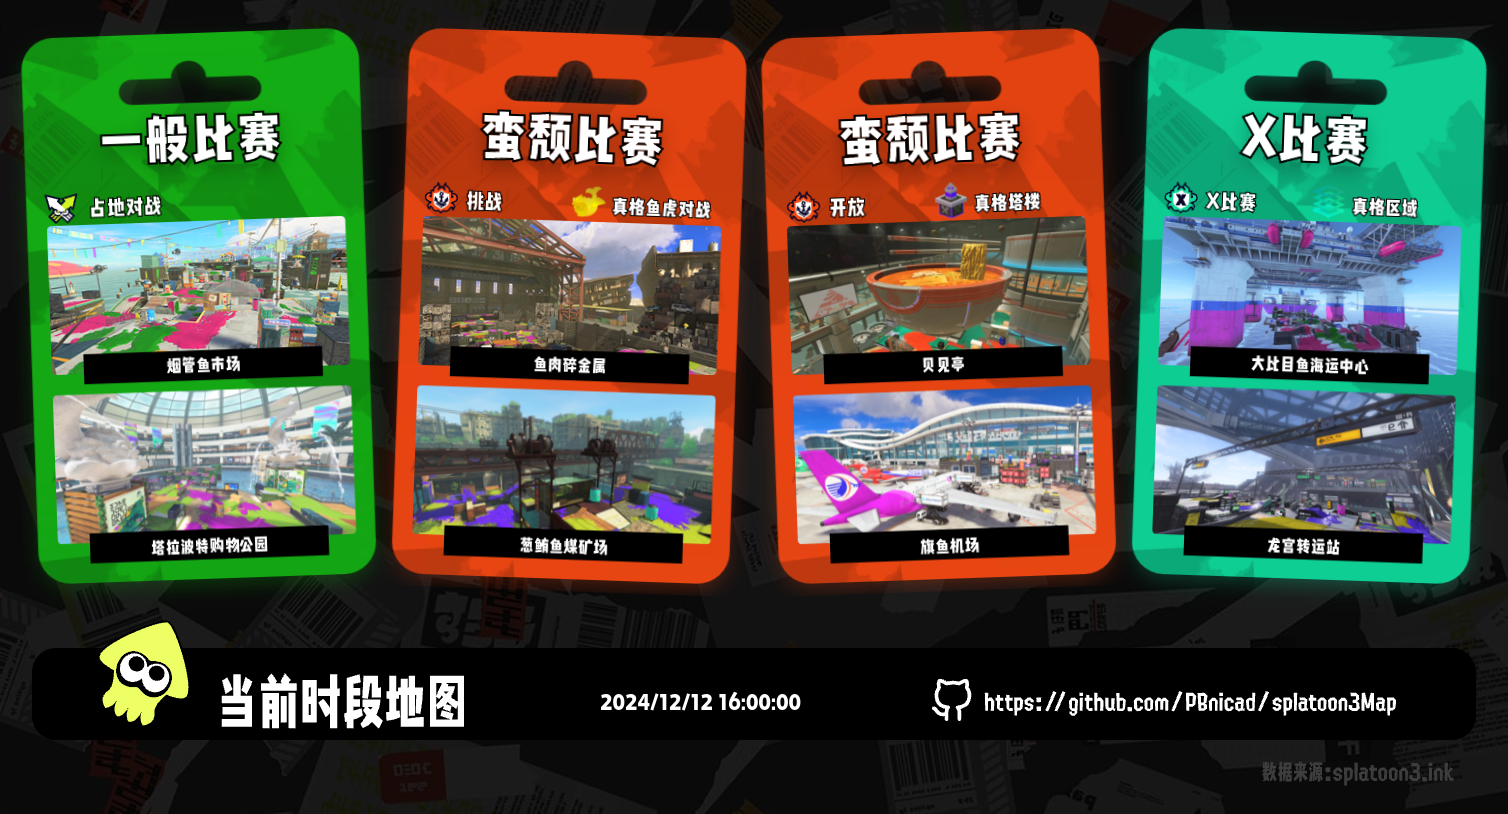 一般比赛
占地对战
烟管鱼市场
塔拉波特购物公园
蛮颓比赛
挑战
真格鱼虎对战
鱼肉碎金属
葱鲔鱼煤矿场
蛮颓比赛
开放
真格塔楼
贝见亭
旗鱼机场
X比赛
X比赛
真格区域
大比目鱼海运中心
龙宫转运站
当前时段地图
2024/12/12 16:00:00
https://github.com/PBnicad/splatoon3Map
数据来源:splatoon3.ink